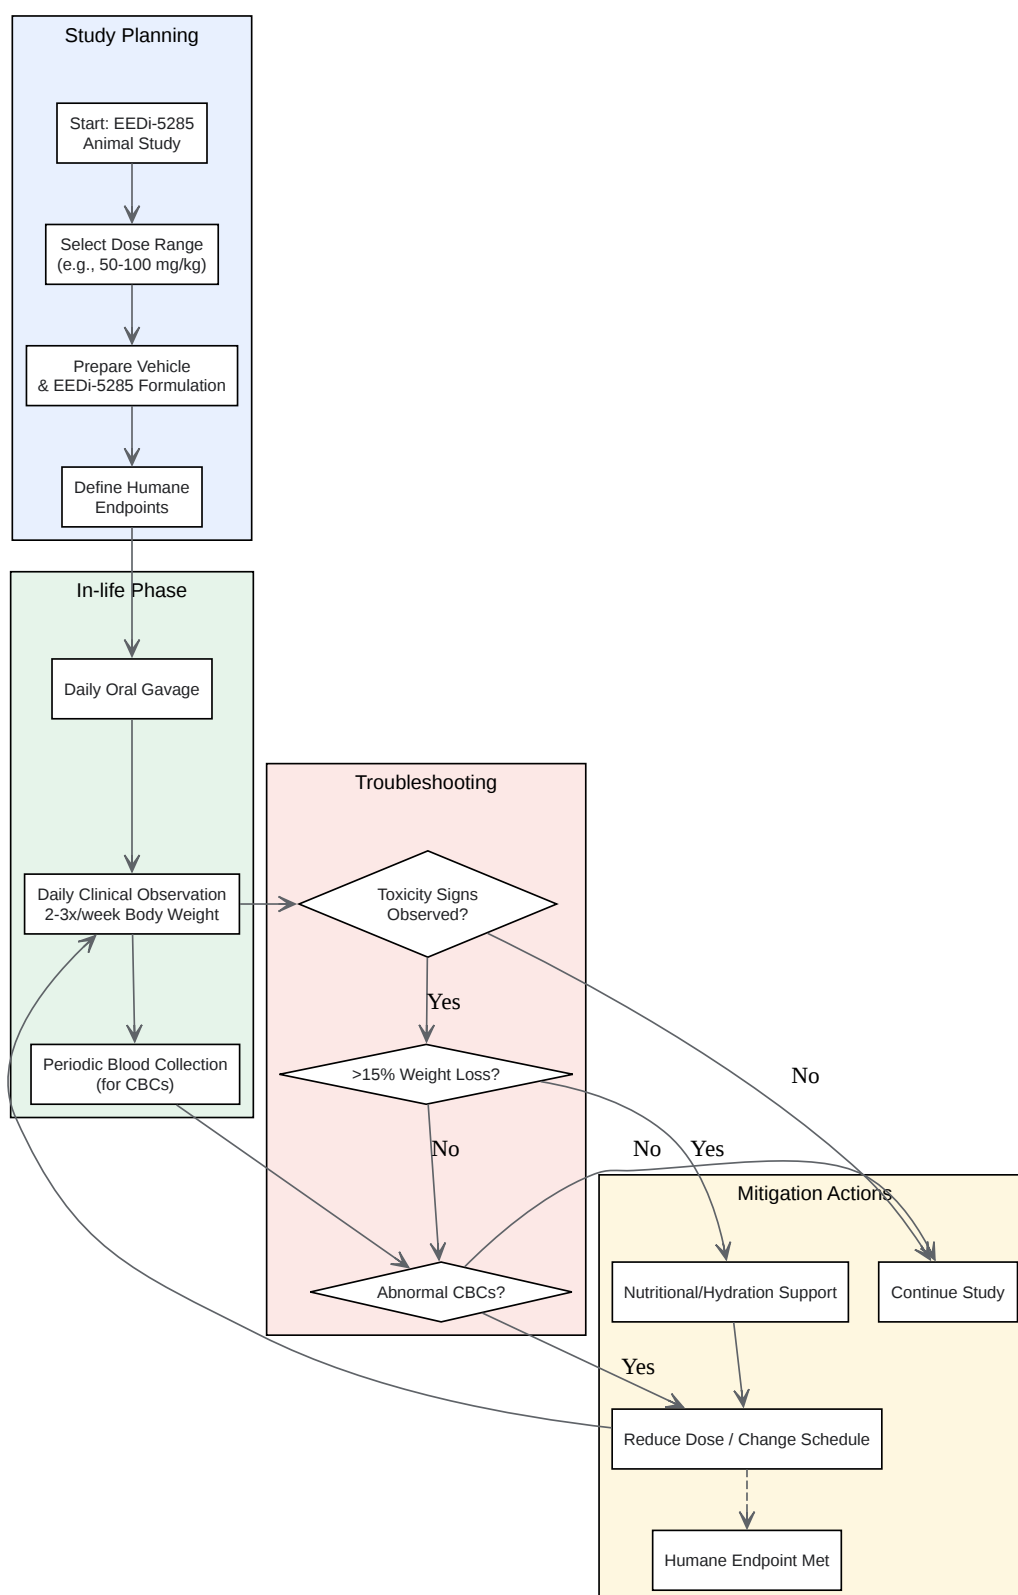 Study Planning
Start: EEDi-5285
Animal Study
Select Dose Range
(e.g., 50-100 mg/kg)
Prepare Vehicle
& EEDi-5285 Formulation
Define Humane
Endpoints
In-life Phase
Daily Oral Gavage
Daily Clinical Observation
2-3x/week Body Weight
Periodic Blood Collection
(for CBCs)
Troubleshooting
Toxicity Signs
Observed?
Yes
No
>15% Weight Loss?
No
Yes
Abnormal CBCs?
No
Yes
Mitigation Actions
Nutritional/Hydration Support
Continue Study
Reduce Dose / Change Schedule
Humane Endpoint Met